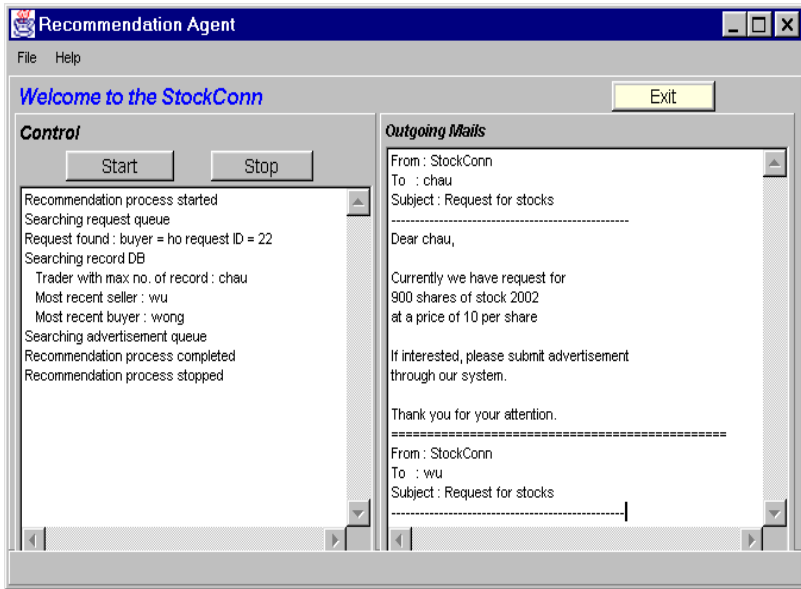 Recommendation Agent
File Help
Welcome to the StockConn
Exit
Control
Start Stop
Recommendation process started
Searching request queue
Request found : buyer = ho request ID = 22
Searching record DB
Trader with max no. of record : chau
Most recent seller : wu
Most recent buyer : wong
Searching advertisement queue
Recommendation process completed
Recommendation process stopped
Outgoing Mails
From : StockConn
To : chau
Subject : Request for stocks
--------------------------------------------------
Dear chau,
Currently we have request for
900 shares of stock 2002
at a price of 10 per share
If interested, please submit advertisement
through our system.
Thank you for your attention.
================================================
From : StockConn
To : wu
Subject : Request for stocks
--------------------------------------------------